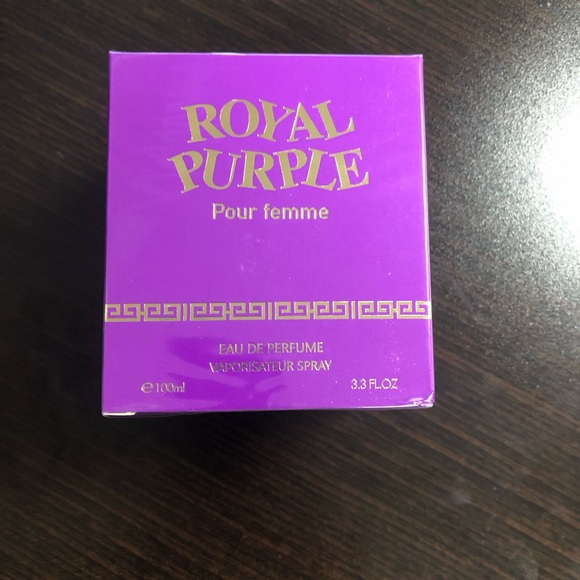 ROYAL
PURPLE
Pour femme
EAU DE PERFUME
VAPORISATEUR SPRAY
℮100ml 3.3 FL.OZ